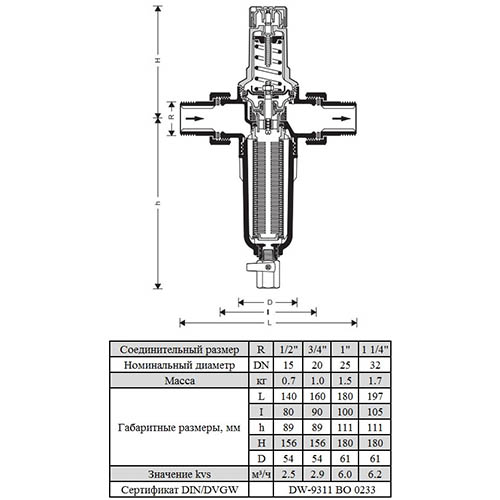 H
R
h
D
I
L
Соединительный размер R 1/2" 3/4" 1" 1 1/4"
Номинальный диаметр DN 15 20 25 32
Масса кг 0.7 1.0 1.5 1.7
Габаритные размеры, мм L 140 160 180 197
I 80 90 100 105
h 89 89 111 111
H 156 156 180 180
D 54 54 61 61
Значение kvs м³/ч 2.5 2.9 6.0 6.2
Сертификат DIN/DVGW DW-9311 BO 0233